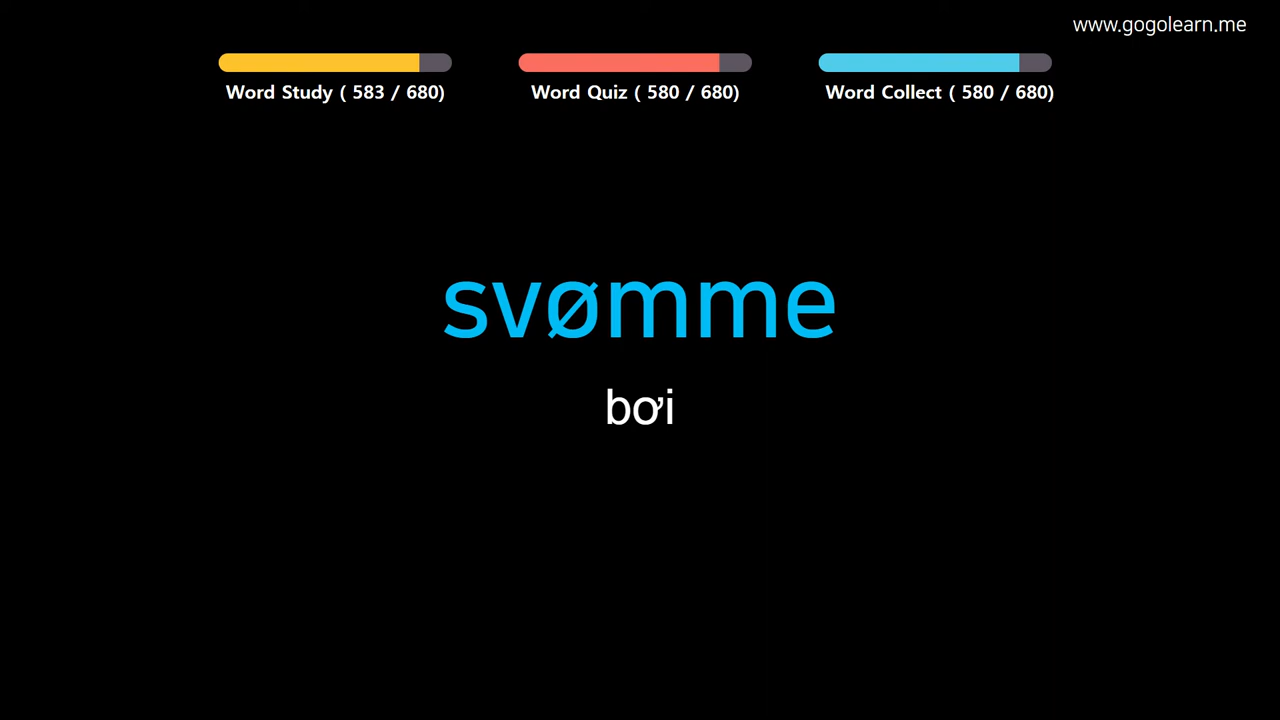 www.gogolearn.me
Word Study ( 583 / 680)
Word Quiz ( 580 / 680)
Word Collect ( 580 / 680)
svømme
bơi